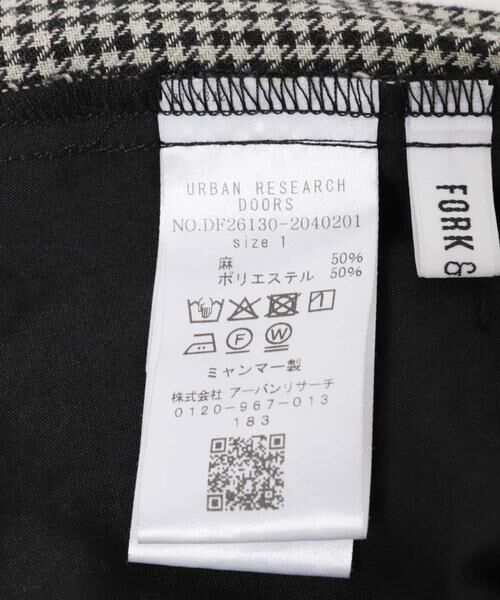 URBAN RESEARCH
DOORS
NO.DF26130-2040201
size 1
麻 50%
ポリエステル 50%
F W
ミャンマー製
株式会社 アーバンリサーチ
0120-967-013
183
FORK &